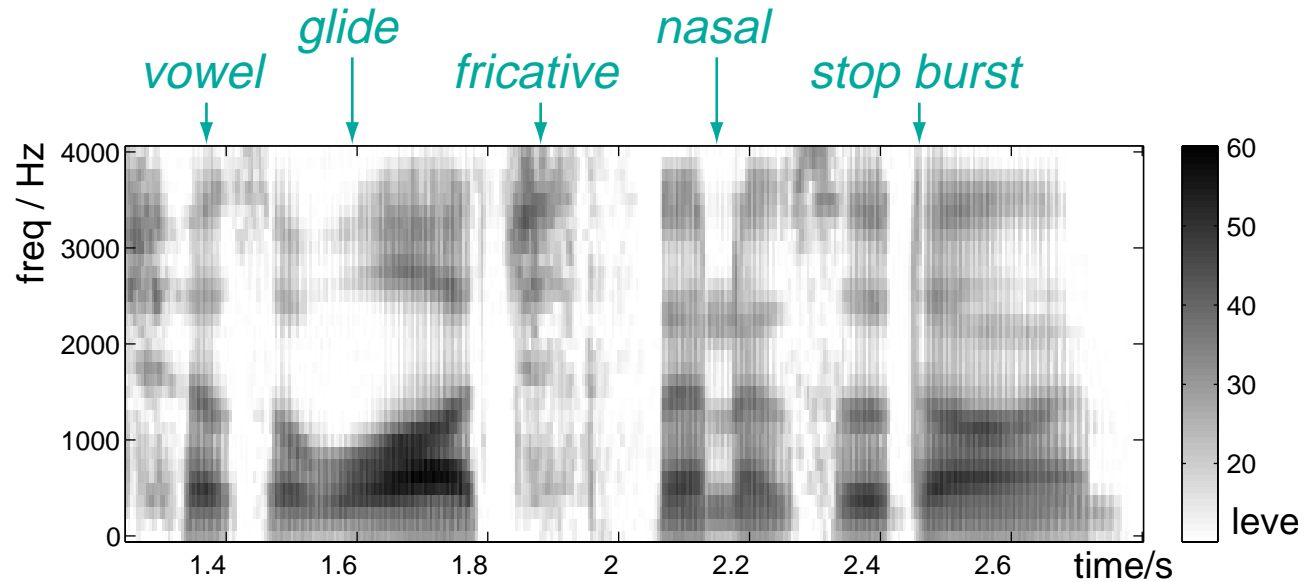 glide
nasal
vowel
fricative
stop burst
freq / Hz
4000
3000
2000
1000
0
1.4
1.6
1.8
2
2.2
2.4
2.6
time/s
60
50
40
30
20
leve